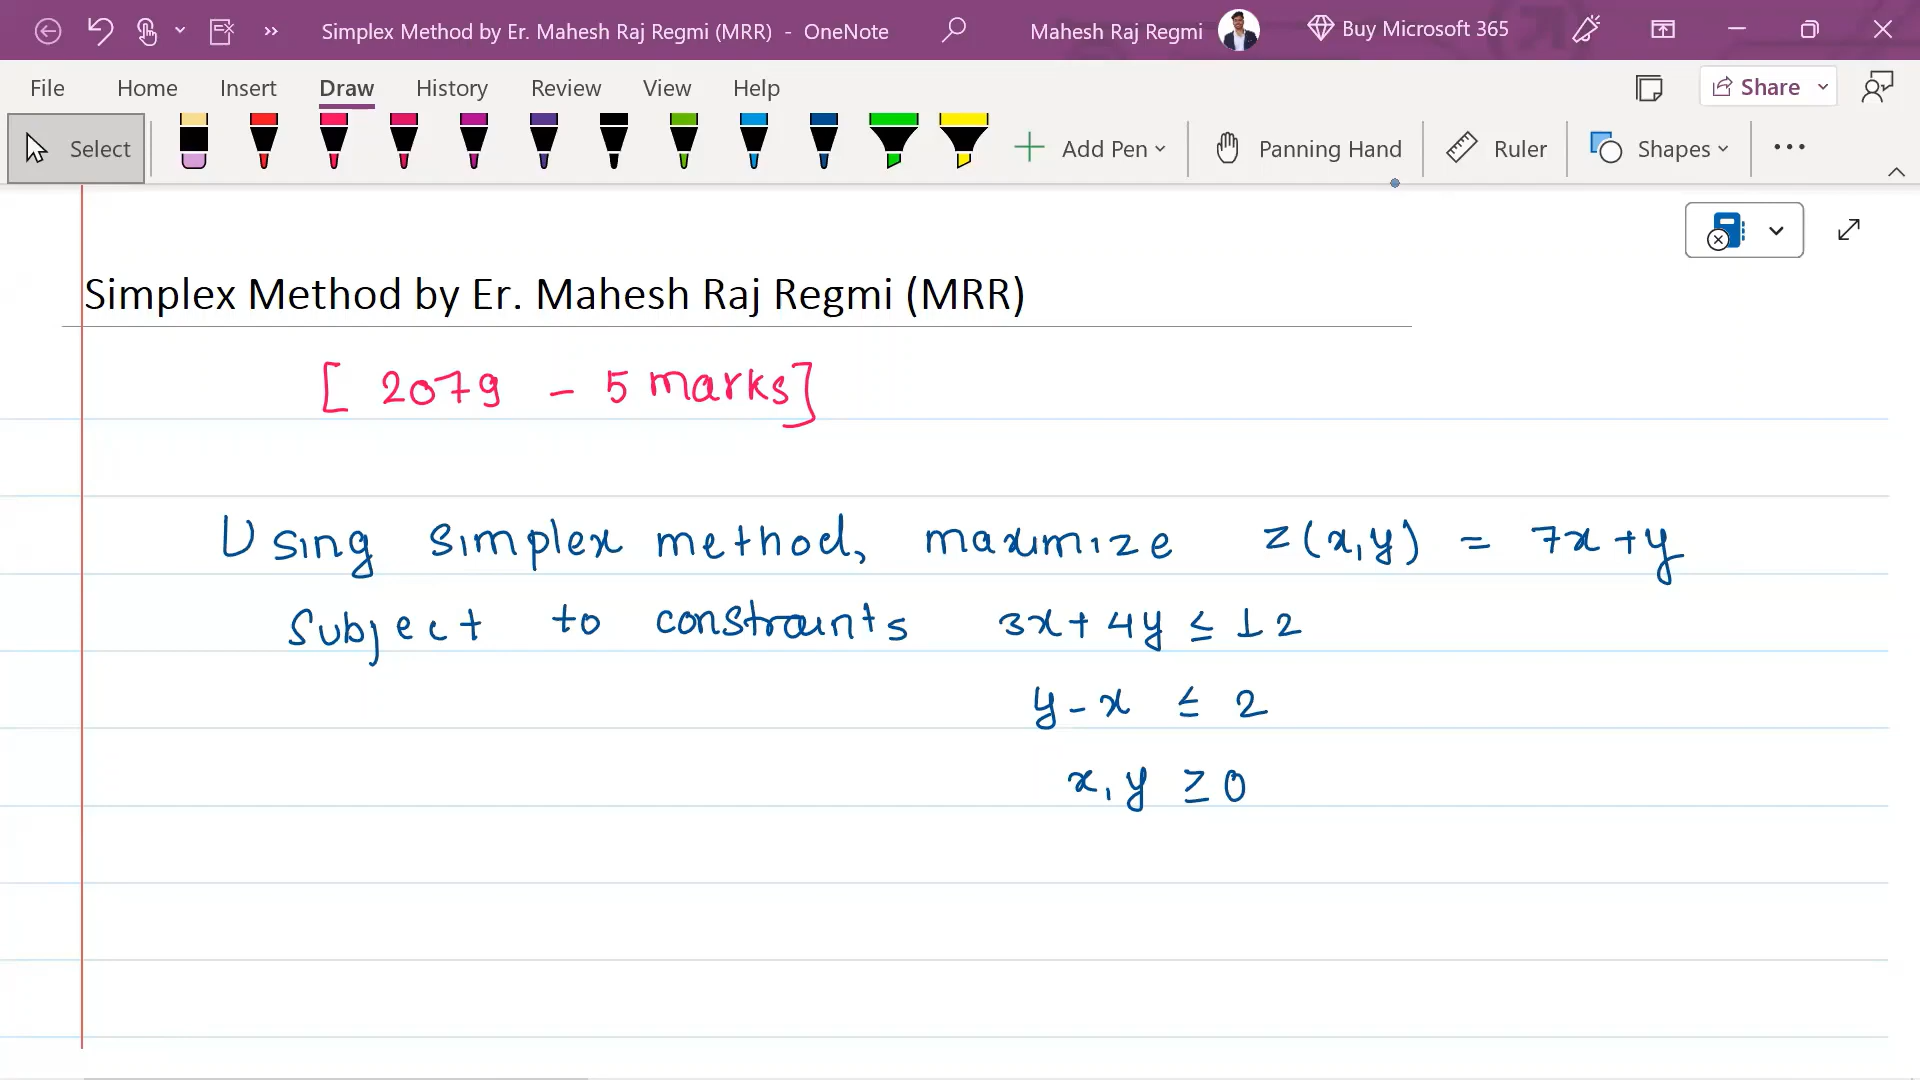 Simplex Method by Er. Mahesh Raj Regmi (MRR) - OneNote
Mahesh Raj Regmi
Buy Microsoft 365
File Home Insert Draw History Review View Help
Share
Select
Add Pen
Panning Hand
Ruler
Shapes
Simplex Method by Er. Mahesh Raj Regmi (MRR)
[ 2079 - 5 marks]
Using simplex method, maximize z(x,y) = 7x+y
Subject to constraints 3x+4y ≤ 12
y-x ≤ 2
x,y ≥ 0